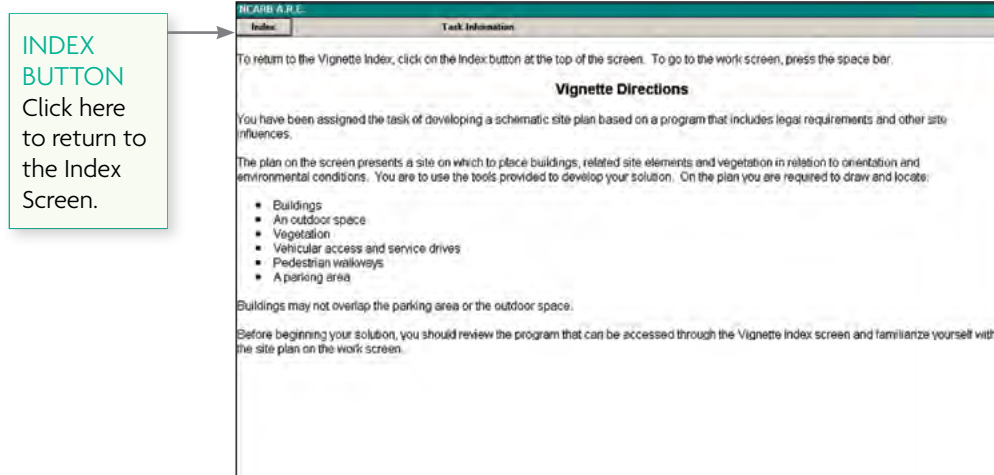 INDEX
BUTTON
Click here
to return to
the Index
Screen.
NCARB A.R.E.
Index
Task Information
To return to the Vignette Index, click on the Index button at the top of the screen. To go to the work screen, press the space bar.
Vignette Directions
You have been assigned the task of developing a schematic site plan based on a program that includes legal requirements and other site
influences.
The plan on the screen presents a site on which to place buildings, related site elements and vegetation in relation to orientation and
environmental conditions. You are to use the tools provided to develop your solution. On the plan you are required to draw and locate:
• Buildings
• An outdoor space
• Vegetation
• Vehicular access and service drives
• Pedestrian walkways
• A parking area
Buildings may not overlap the parking area or the outdoor space.
Before beginning your solution, you should review the program that can be accessed through the Vignette Index screen and familiarize yourself with
the site plan on the work screen.